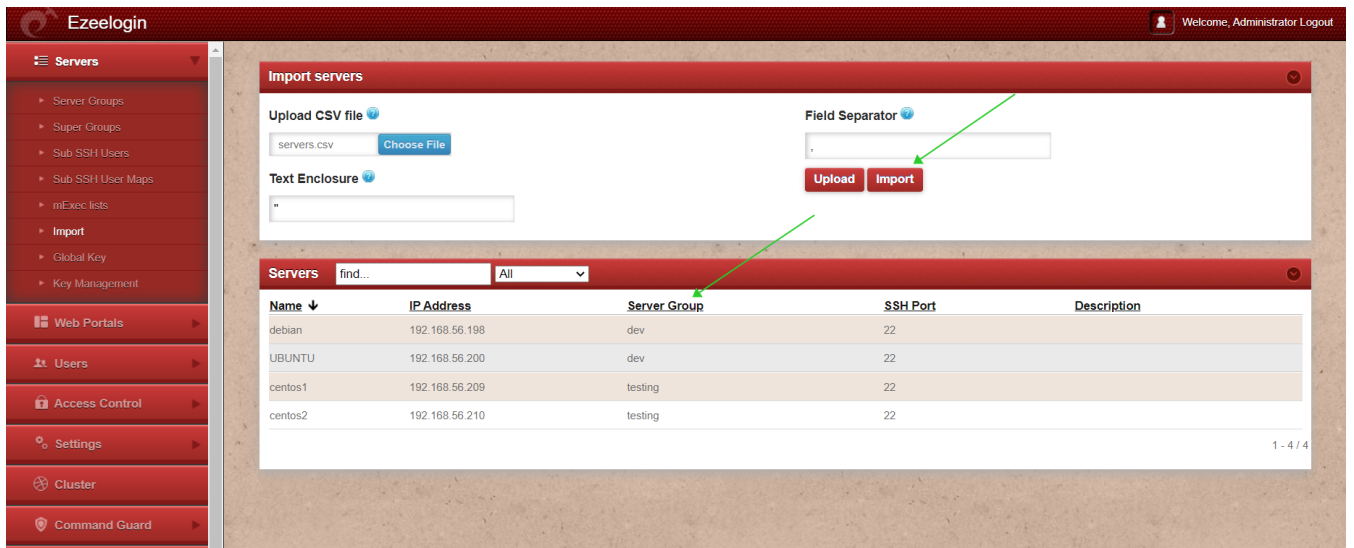 Ezeelogin
Welcome, Administrator Logout
Servers
Server Groups
Super Groups
Sub SSH Users
Sub SSH User Maps
mExec lists
Import
Global Key
Key Management
Web Portals
Users
Access Control
Settings
Cluster
Command Guard
Import servers
Upload CSV file
servers.csv Choose File
Text Enclosure
"
Field Separator
,
Upload Import
Servers find... All
Name IP Address Server Group SSH Port Description
debian 192.168.56.198 dev 22
UBUNTU 192.168.56.200 dev 22
centos1 192.168.56.209 testing 22
centos2 192.168.56.210 testing 22
1 - 4 / 4